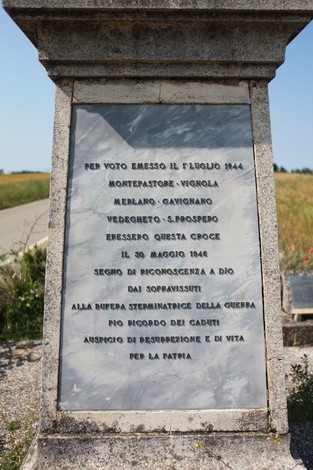 PER VOTO EMESSO IL 1° LUGLIO 1944
MONTEPASTORE - VIGNOLA
MERLANO - GAVIGNANO
VEDEGHETO - S. PROSPERO
ERESSERO QUESTA CROCE
IL 30 MAGGIO 1946
SEGNO DI RICONOSCENZA A DIO
DAI SOPRAVISSUTI
ALLA BUFERA STERMINATRICE DELLA GUERRA
PIO RICORDO DEI CADUTI
AUSPICIO DI RESURREZIONE E DI VITA
PER LA PATRIA